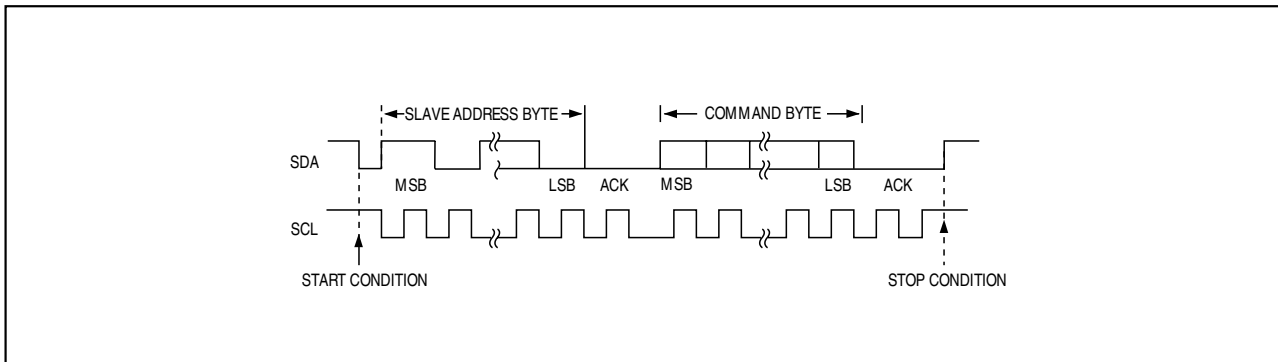 SLAVE ADDRESS BYTE COMMAND BYTE
SDA
MSB LSB ACK MSB LSB ACK
SCL
START CONDITION STOP CONDITION